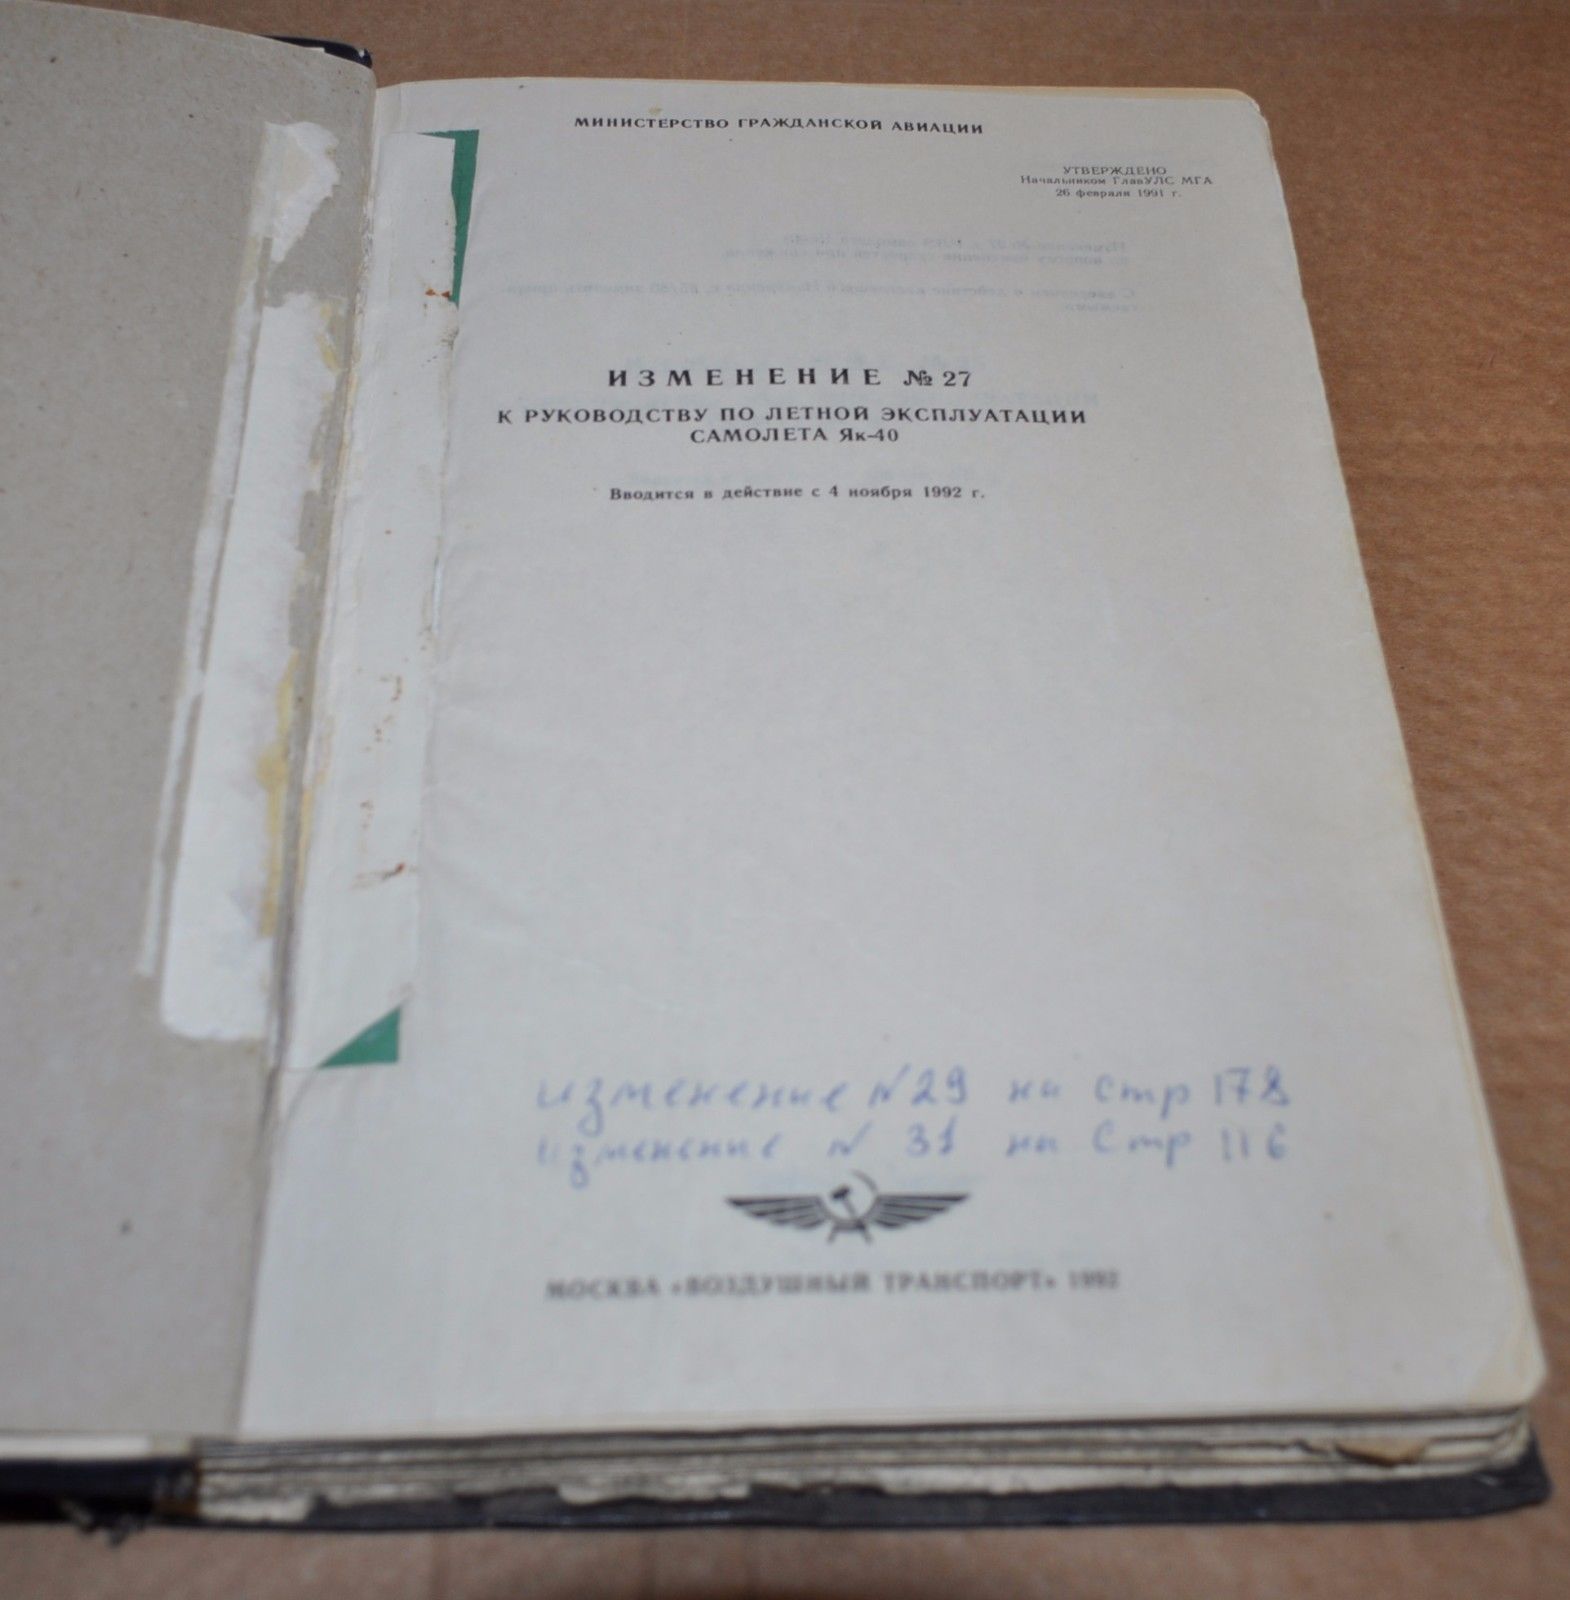 МИНИСТЕРСТВО ГРАЖДАНСКОЙ АВИАЦИИ
УТВЕРЖДЕНО
Начальником ГлавУЛС МГА
26 февраля 1991 г.
ИЗМЕНЕНИЕ № 27
К РУКОВОДСТВУ ПО ЛЕТНОЙ ЭКСПЛУАТАЦИИ
САМОЛЕТА Як-40
Вводится в действие с 4 ноября 1992 г.
изменение N 29 на стр 178
изменение N 31 на стр 116
МОСКВА «ВОЗДУШНЫЙ ТРАНСПОРТ» 1992